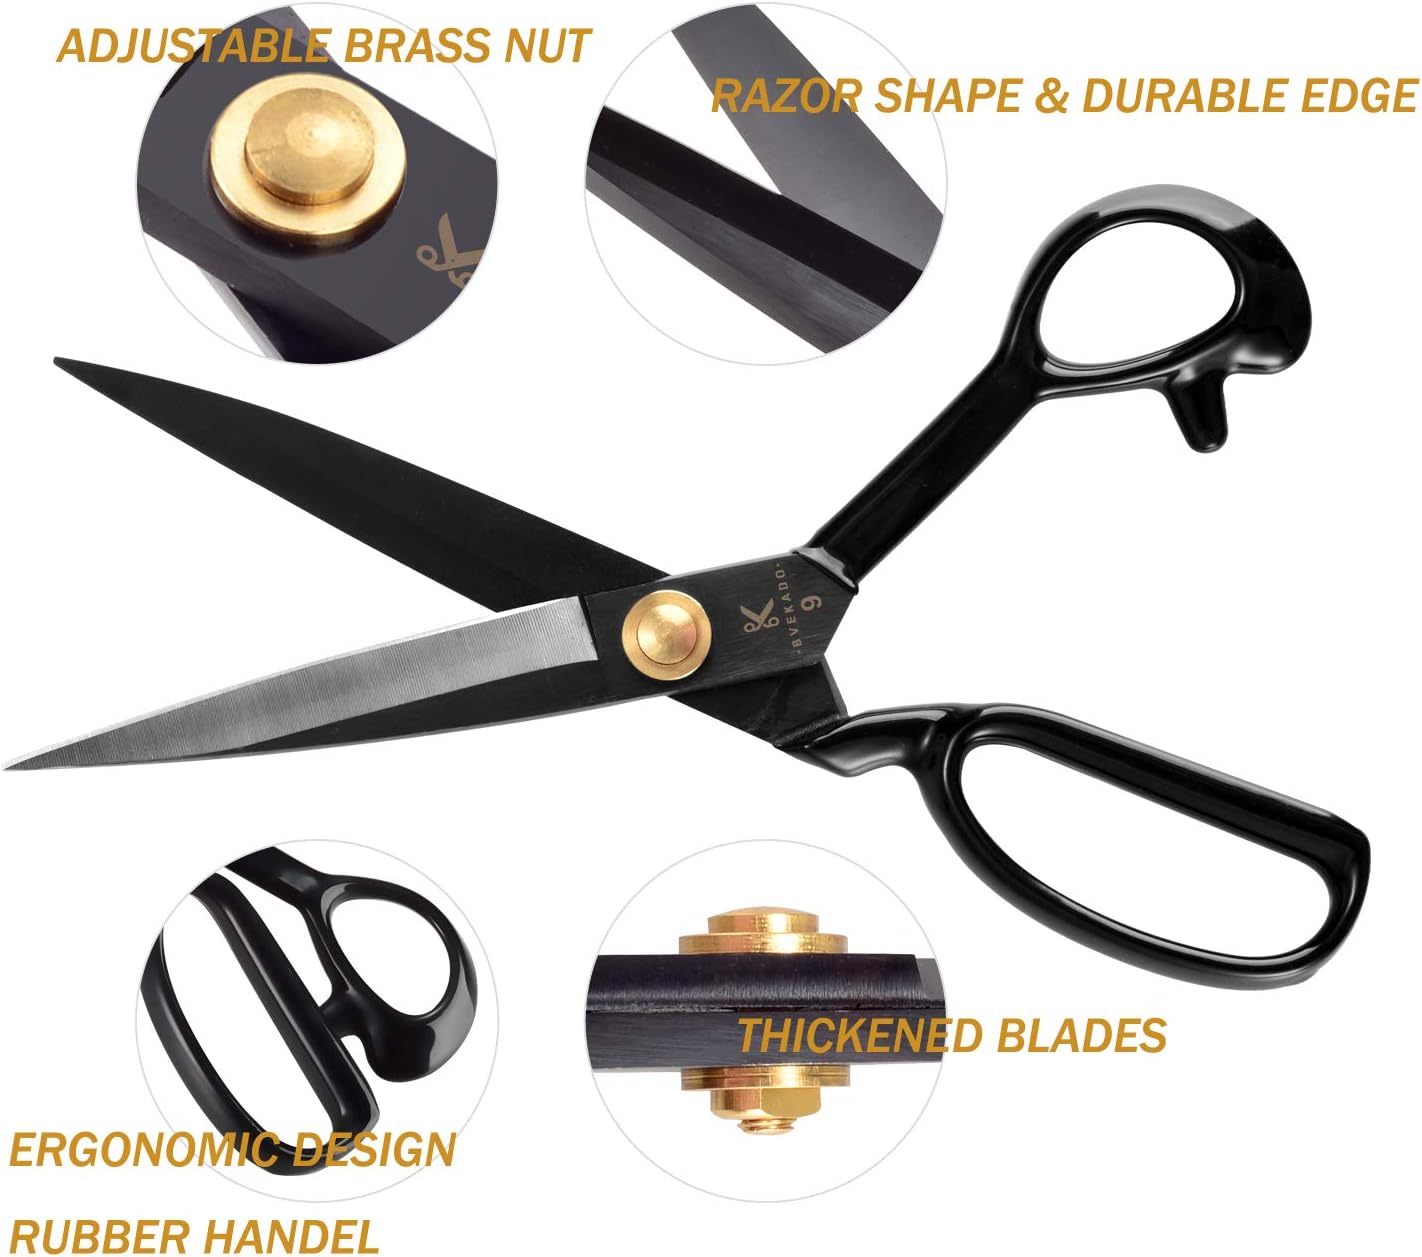 ADJUSTABLE BRASS NUT
RAZOR SHAPE & DURABLE EDGE
·BVEKADO·
9
THICKENED BLADES
ERGONOMIC DESIGN
RUBBER HANDEL